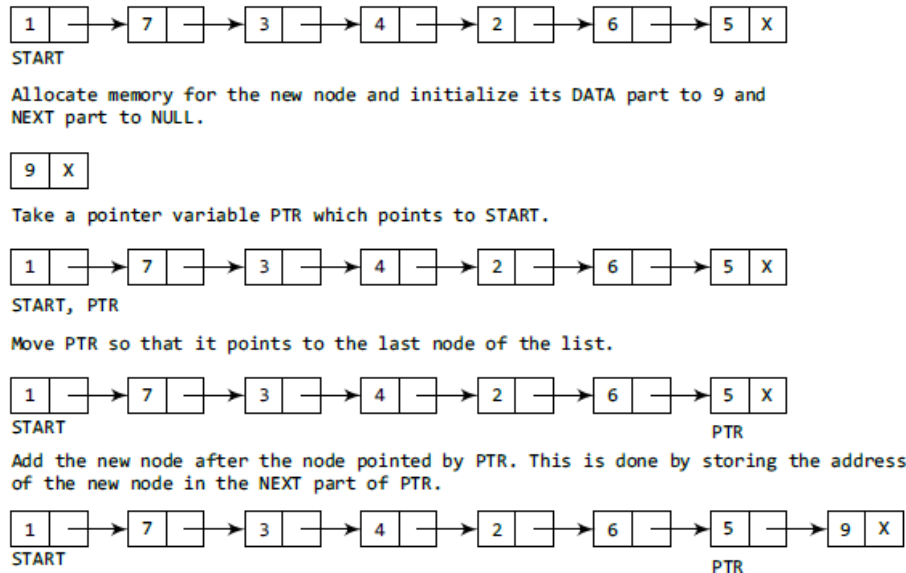 1 7 3 4 2 6 5 X
START
Allocate memory for the new node and initialize its DATA part to 9 and
NEXT part to NULL.
9 X
Take a pointer variable PTR which points to START.
1 7 3 4 2 6 5 X
START, PTR
Move PTR so that it points to the last node of the list.
1 7 3 4 2 6 5 X
START PTR
Add the new node after the node pointed by PTR. This is done by storing the address
of the new node in the NEXT part of PTR.
1 7 3 4 2 6 5 9 X
START PTR